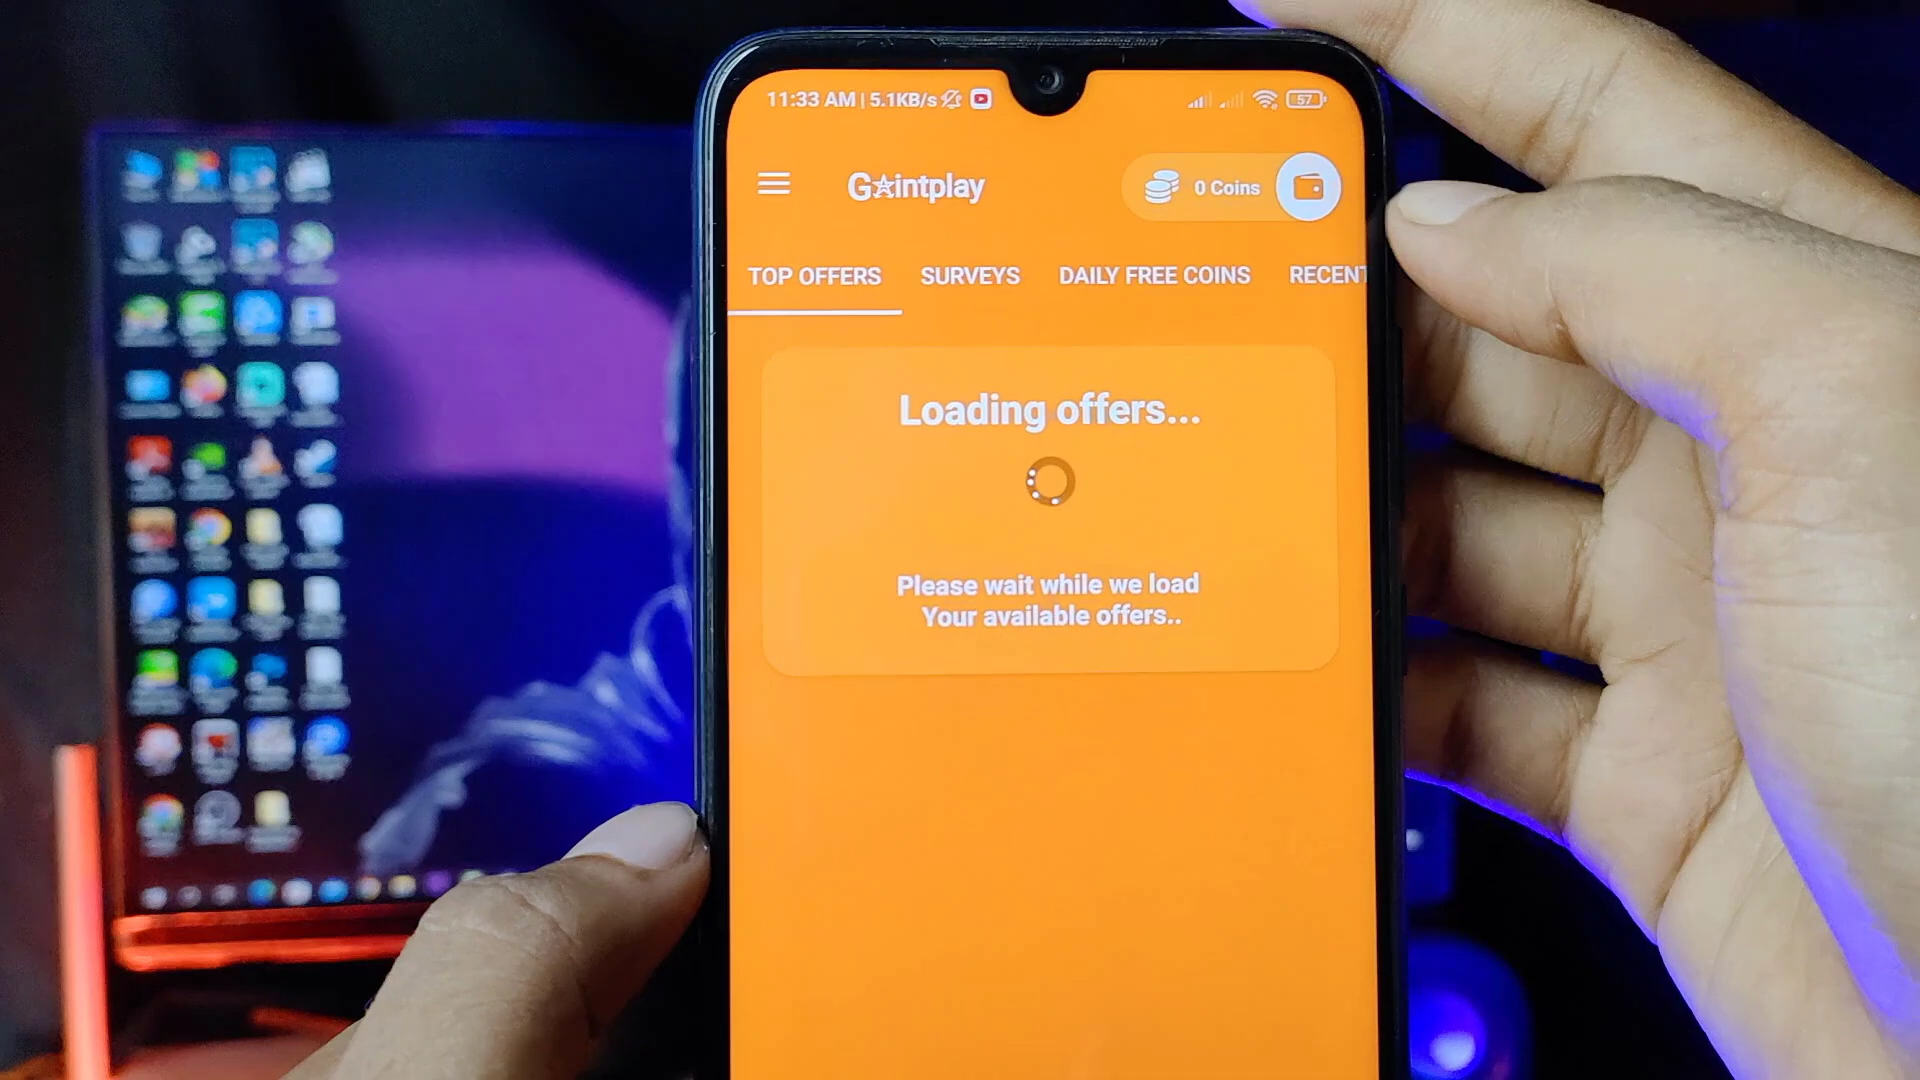 11:33 AM | 5.1KB/s
57
G☆intplay
0 Coins
TOP OFFERS SURVEYS DAILY FREE COINS RECENT
Loading offers...
Please wait while we load
Your available offers..